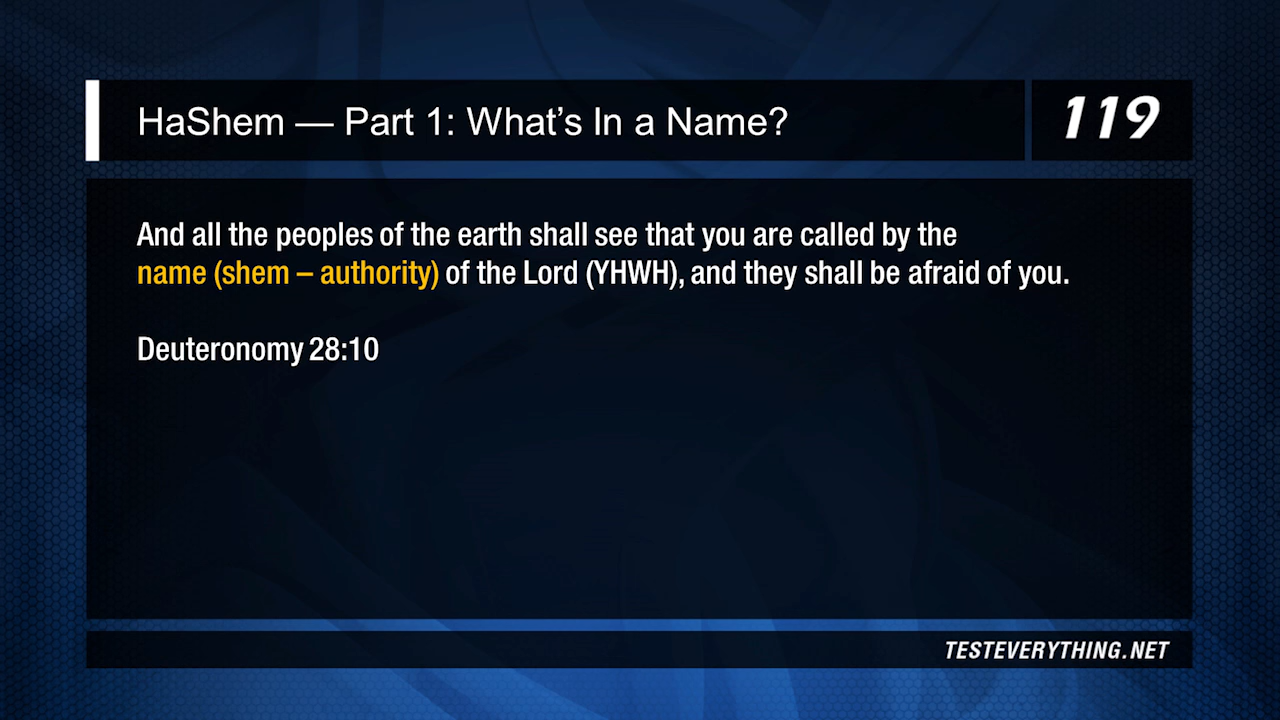 HaShem — Part 1: What's In a Name?
119
And all the peoples of the earth shall see that you are called by the
name (shem – authority) of the Lord (YHWH), and they shall be afraid of you.
Deuteronomy 28:10
TESTEVERYTHING.NET